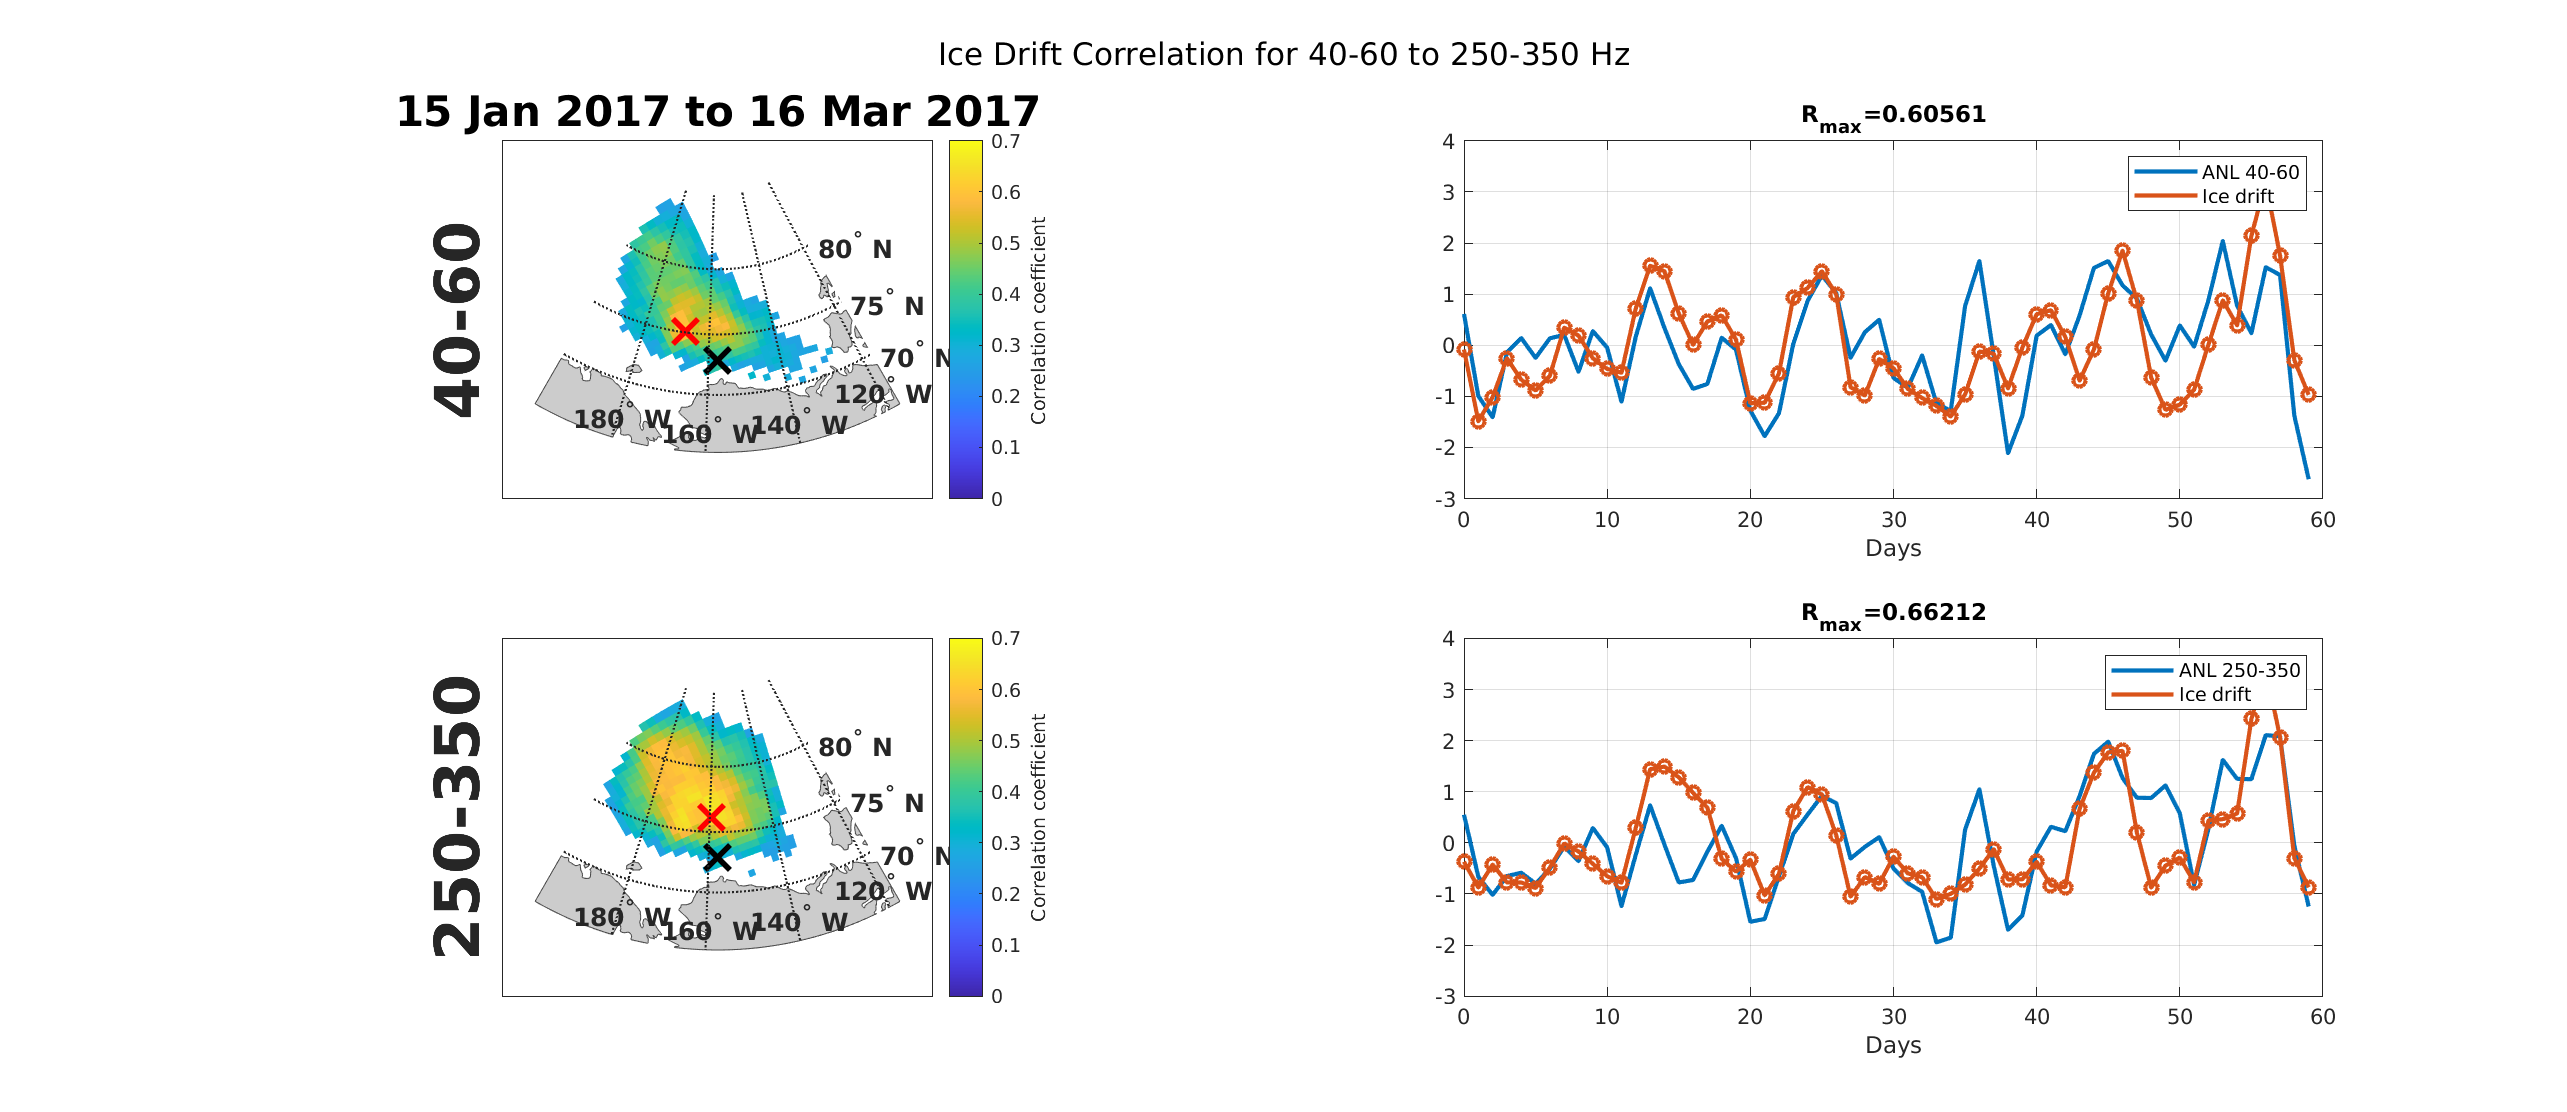 Ice Drift Correlation for 40-60 to 250-350 Hz
15 Jan 2017 to 16 Mar 2017
40-60
80° N
75° N
70° N
120° W
180° W
160° W
140° W
0.7
0.6
0.5
0.4
0.3
0.2
0.1
0
Correlation coefficient
Rmax=0.60561
4
3
2
1
0
-1
-2
-3
0 10 20 30 40 50 60
Days
ANL 40-60
Ice drift
250-350
80° N
75° N
70° N
120° W
180° W
160° W
140° W
0.7
0.6
0.5
0.4
0.3
0.2
0.1
0
Correlation coefficient
Rmax=0.66212
4
3
2
1
0
-1
-2
-3
0 10 20 30 40 50 60
Days
ANL 250-350
Ice drift